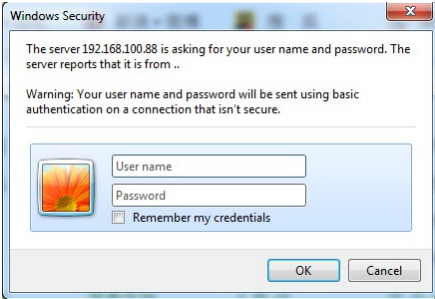 Windows Security
The server 192.168.100.88 is asking for your user name and password. The
server reports that it is from ..
Warning: Your user name and password will be sent using basic
authentication on a connection that isn't secure.
User name
Password
Remember my credentials
OK
Cancel